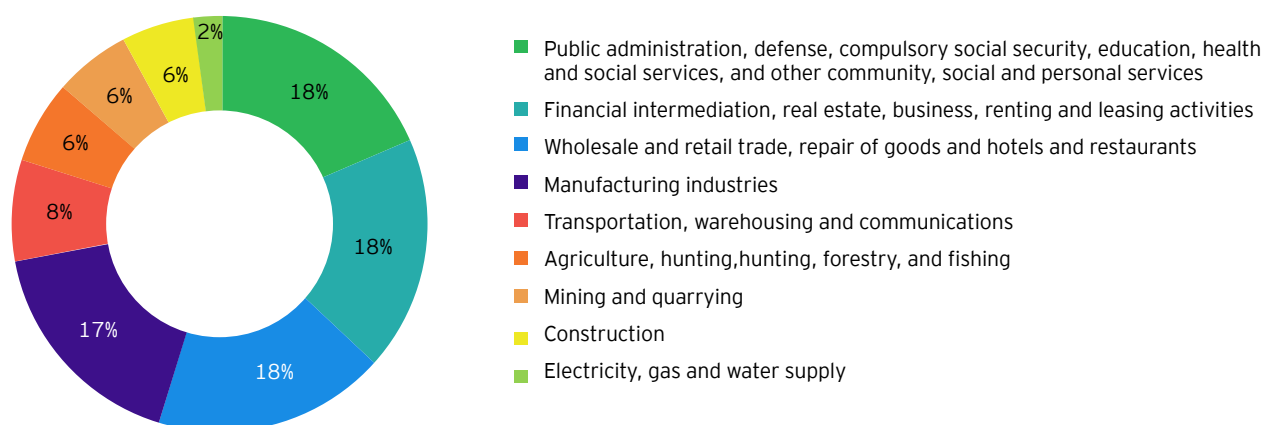 2%
18%
6%
6%
6%
8%
18%
17%
18%
Public administration, defense, compulsory social security, education, health
and social services, and other community, social and personal services
Financial intermediation, real estate, business, renting and leasing activities
Wholesale and retail trade, repair of goods and hotels and restaurants
Manufacturing industries
Transportation, warehousing and communications
Agriculture, hunting,hunting, forestry, and fishing
Mining and quarrying
Construction
Electricity, gas and water supply